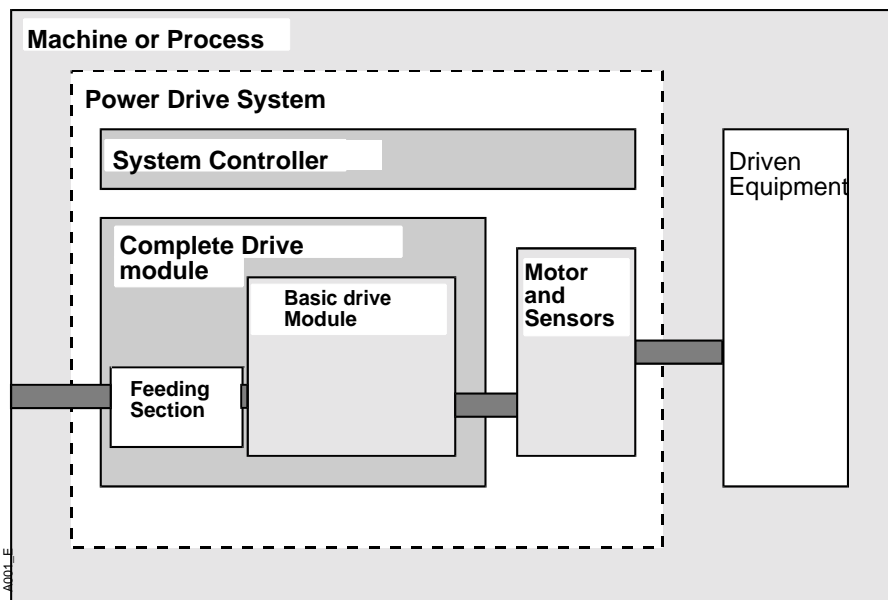 Machine or Process
Power Drive System
System Controller
Driven
Equipment
Complete Drive
module
Basic drive
Module
Motor
and
Sensors
Feeding
Section
A001_E